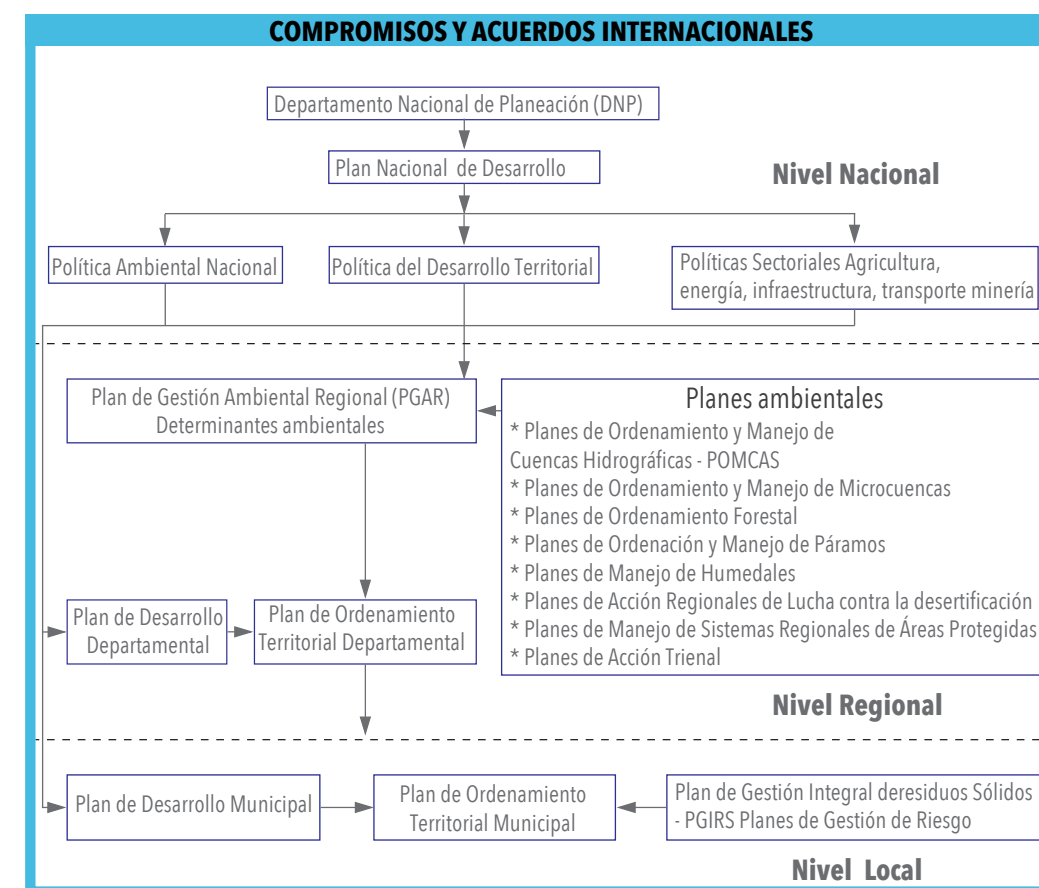 COMPROMISOS Y ACUERDOS INTERNACIONALES
Departamento Nacional de Planeación (DNP)
Plan Nacional de Desarrollo
Nivel Nacional
Política Ambiental Nacional
Política del Desarrollo Territorial
Políticas Sectoriales Agricultura,
energía, infraestructura, transporte minería
Plan de Gestión Ambiental Regional (PGAR)
Determinantes ambientales
Planes ambientales
* Planes de Ordenamiento y Manejo de
Cuencas Hidrográficas - POMCAS
* Planes de Ordenamiento y Manejo de Microcuencas
* Planes de Ordenamiento Forestal
* Planes de Ordenación y Manejo de Páramos
* Planes de Manejo de Humedales
* Planes de Acción Regionales de Lucha contra la desertificación
* Planes de Manejo de Sistemas Regionales de Áreas Protegidas
* Planes de Acción Trienal
Plan de Desarrollo
Departamental
Plan de Ordenamiento
Territorial Departamental
Nivel Regional
Plan de Desarrollo Municipal
Plan de Ordenamiento
Territorial Municipal
Plan de Gestión Integral deresiduos Sólidos
- PGIRS Planes de Gestión de Riesgo
Nivel Local